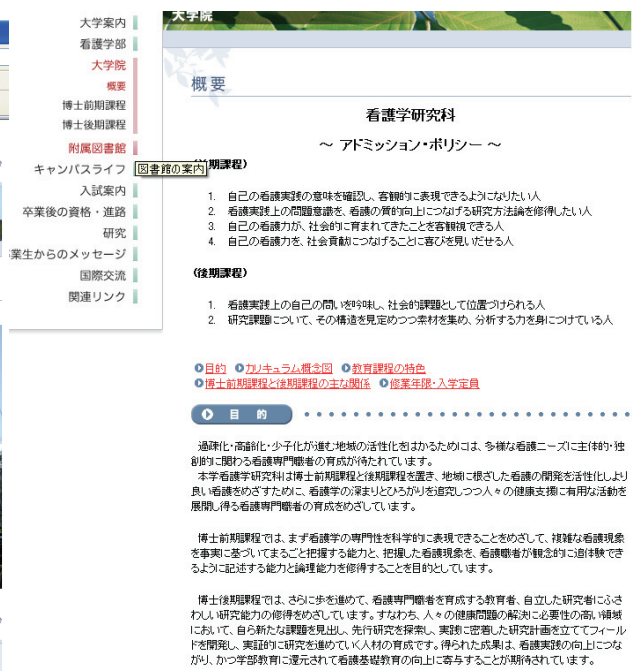 大学案内
看護学部
大学院
概要
博士前期課程
博士後期課程
附属図書館
キャンパスライフ
図書館の案内
入試案内
卒業後の資格・進路
研究
業生からのメッセージ
国際交流
関連リンク
大学院
概要
看護学研究科
～ アドミッション・ポリシー ～
期課程)
1. 自己の看護実践の意味を確認し、客観的に表現できるようになりたい人
2. 看護実践上の問題意識を、看護の質的向上につなげる研究方法論を修得したい人
3. 自己の看護力が、社会的に育まれてきたことを客観視できる人
4. 自己の看護力を、社会貢献につなげることに喜びを見いだせる人
(後期課程)
1. 看護実践上の自己の問いを吟味し、社会的課題として位置づけられる人
2. 研究課題について、その構造を見定めつつ素材を集め、分析する力を身につけている人
目的 カリキュラム概念図 教育課程の特色
博士前期課程と後期課程の主な関係 修業年限・入学定員
目 的
過疎化・高齢化・少子化が進む地域の活性化をはかるためには、多様な看護ニーズに主体的・独
創的に関わる看護専門職者の育成が待たれています。
本学看護学研究科は博士前期課程と後期課程を置き、地域に根ざした看護の開発を活性化しより
良い看護をめざすために、看護学の深まりとひろがりを追究しつつ人々の健康支援に有用な活動を
展開し得る看護専門職者の育成をめざしています。
博士前期課程では、まず看護学の専門性を科学的に表現できることをめざして、複雑な看護現象
を事実に基づいてまるごと把握する能力と、把握した看護現象を、看護職者が観念的に追体験でき
るように記述する能力と論理能力を修得することを目的としています。
博士後期課程では、さらに歩を進めて、看護専門職者を育成する教育者、自立した研究者にふさ
わしい研究能力の修得をめざしています。すなわち、人々の健康問題の解決に必要性の高い領域
において、自ら新たな課題を見出し、先行研究を探索し、実践に密着した研究計画を立ててフィール
ドを開発し、実証的に研究を進めていく人材の育成です。得られた成果は、看護実践の向上につな
がり、かつ学部教育に還元されて看護基礎教育の向上に寄与することが期待されています。